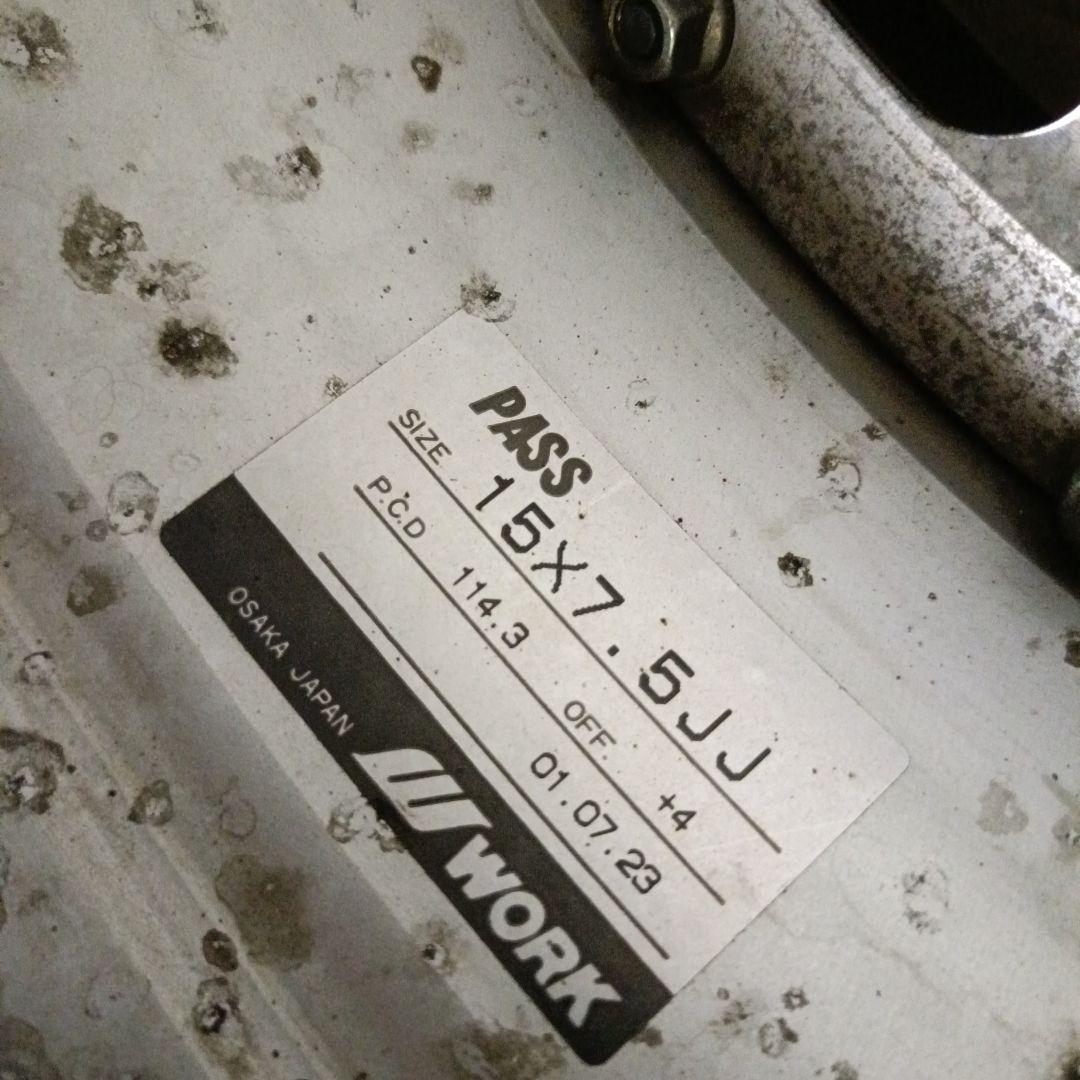 PASS
SIZE 15X7.5JJ
P.C.D 114.3 OFF. +4
01.07.23
OSAKA JAPAN WORK